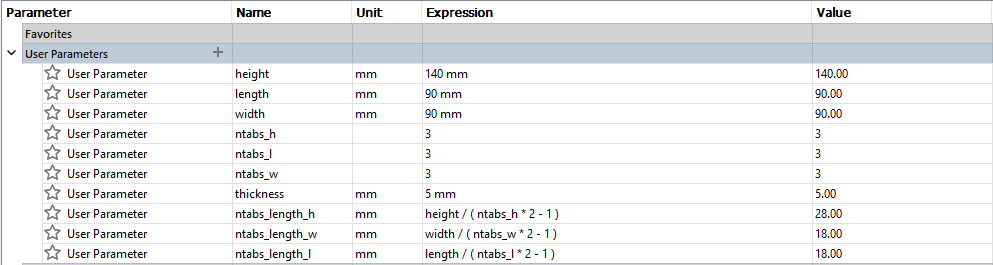 Parameter Name Unit Expression Value
Favorites
User Parameters +
User Parameter height mm 140 mm 140.00
User Parameter length mm 90 mm 90.00
User Parameter width mm 90 mm 90.00
User Parameter ntabs_h 3 3
User Parameter ntabs_l 3 3
User Parameter ntabs_w 3 3
User Parameter thickness mm 5 mm 5.00
User Parameter ntabs_length_h mm height / ( ntabs_h * 2 - 1 ) 28.00
User Parameter ntabs_length_w mm width / ( ntabs_w * 2 - 1 ) 18.00
User Parameter ntabs_length_l mm length / ( ntabs_l * 2 - 1 ) 18.00